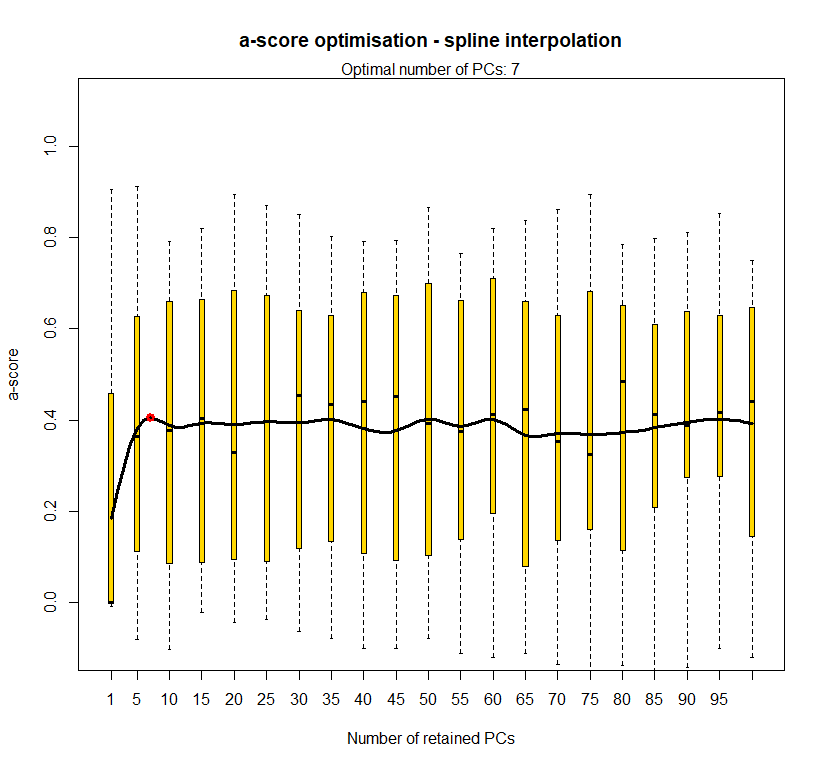 a-score optimisation - spline interpolation
Optimal number of PCs: 7
a-score
1.0
0.8
0.6
0.4
0.2
0.0
1 5 10 15 20 25 30 35 40 45 50 55 60 65 70 75 80 85 90 95
Number of retained PCs